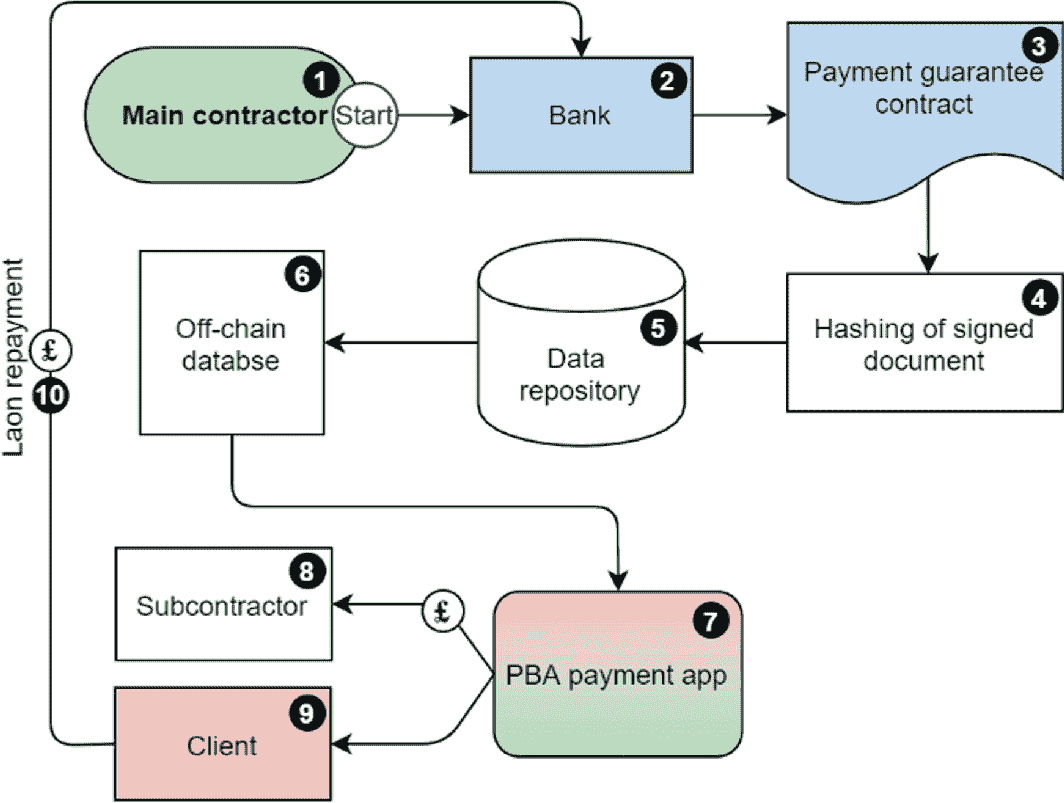 1
Main contractor
Start
2
Bank
3
Payment guarantee
contract
4
Hashing of signed
document
5
Data
repository
6
Off-chain
databse
7
PBA payment app
£
8
Subcontractor
9
Client
£
10
Laon repayment